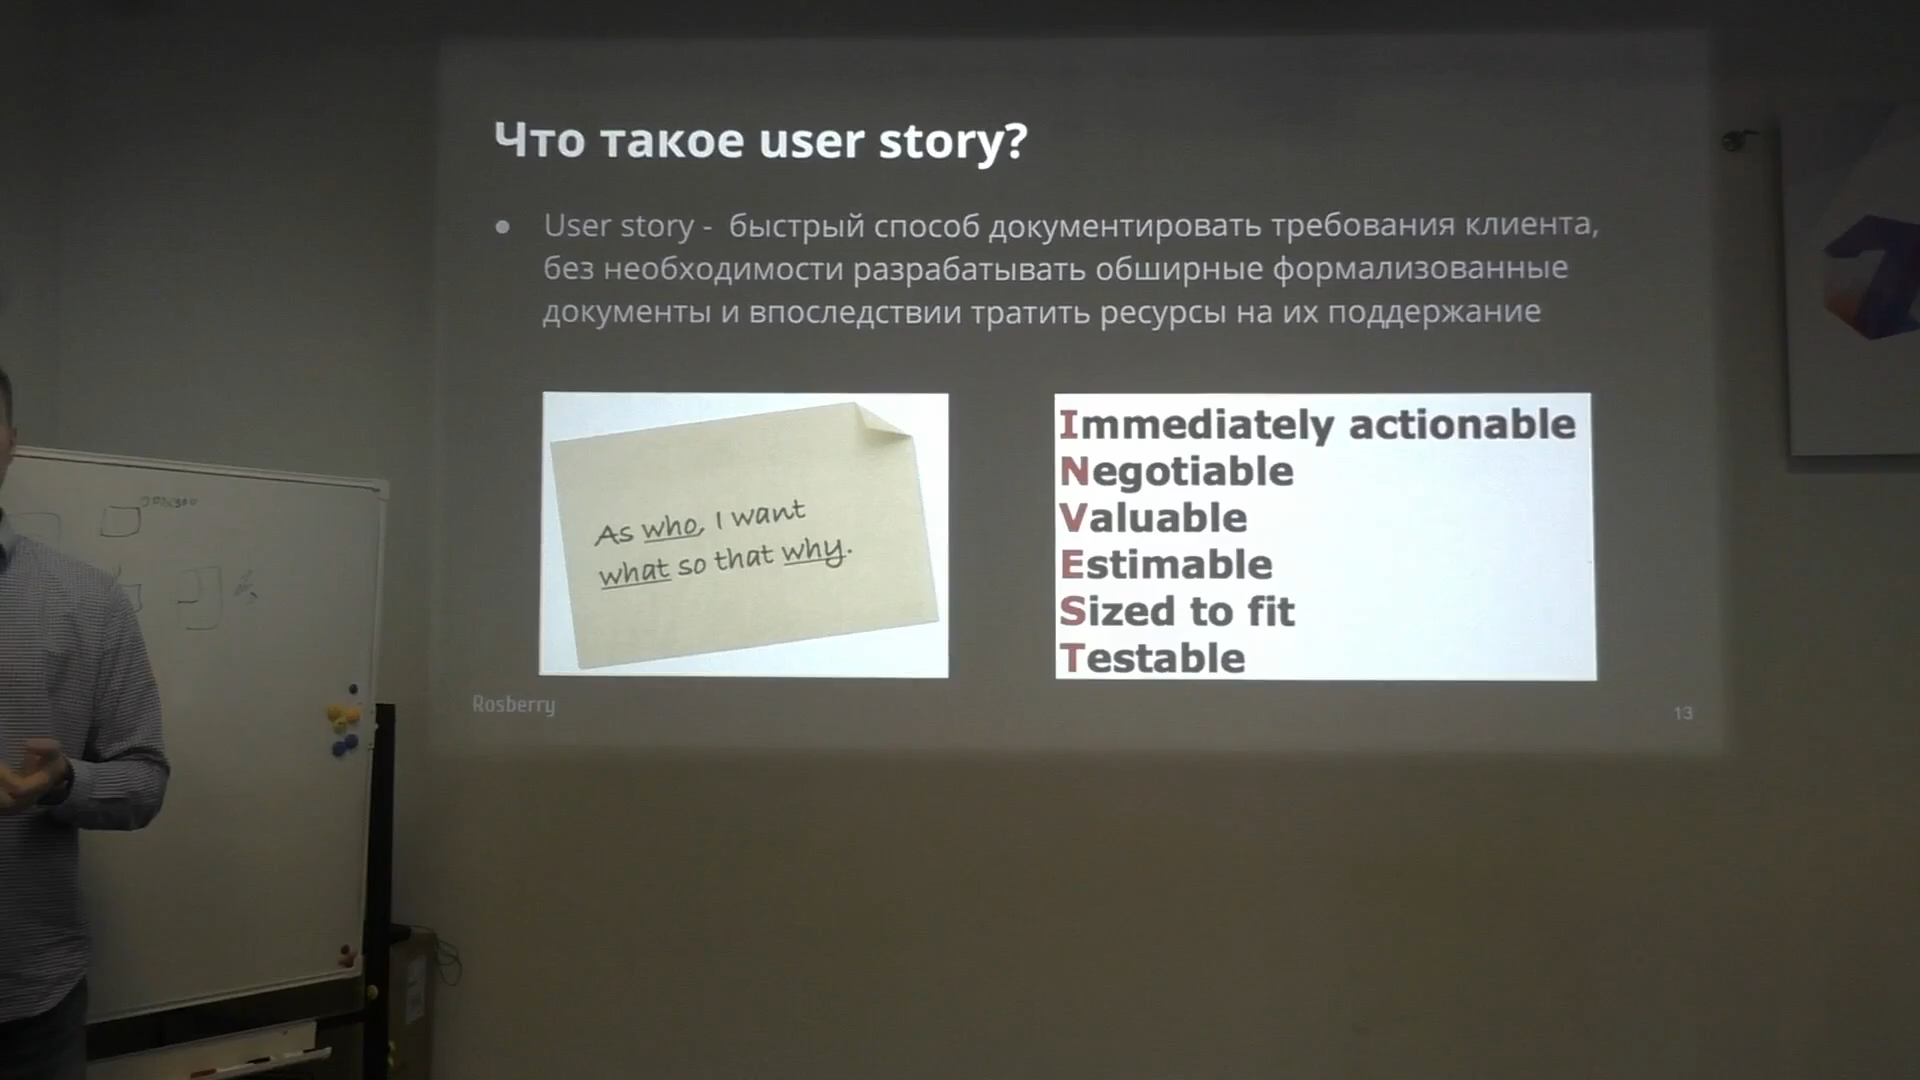 Что такое user story?
● User story - быстрый способ документировать требования клиента,
без необходимости разрабатывать обширные формализованные
документы и впоследствии тратить ресурсы на их поддержание
As who, I want
what so that why.
Immediately actionable
Negotiable
Valuable
Estimable
Sized to fit
Testable
Rosberry
13